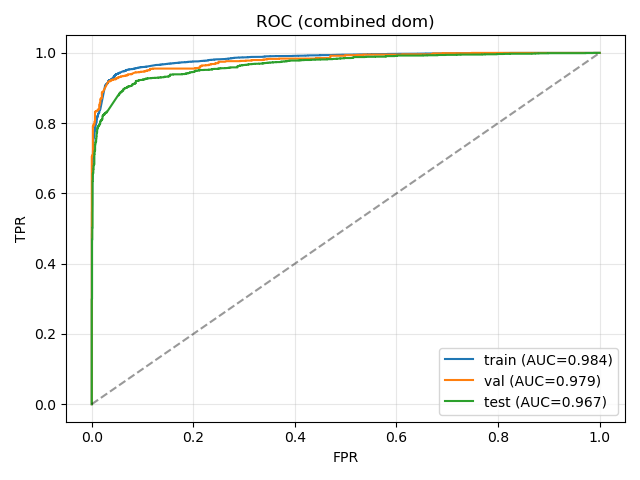 ROC (combined dom)
1.0
0.8
0.6
0.4
0.2
0.0
TPR
train (AUC=0.984)
val (AUC=0.979)
test (AUC=0.967)
0.0 0.2 0.4 0.6 0.8 1.0
FPR